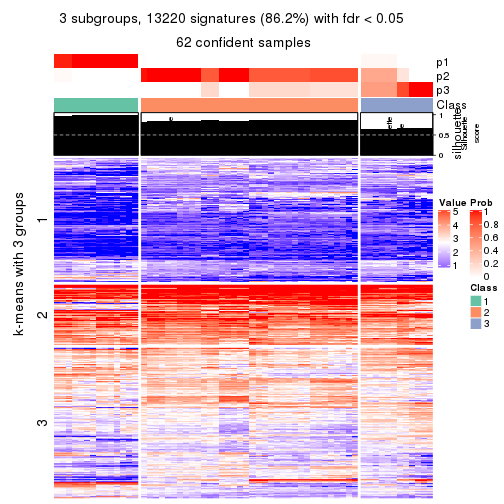 3 subgroups, 13220 signatures (86.2%) with fdr < 0.05
62 confident samples
p1
p2
p3
Class
1
0.5
0
silhouette
Silhouette
score
k-means with 3 groups
1
2
3
Value
5
4
3
2
1
Prob
1
0.8
0.6
0.4
0.2
0
Class
1
2
3